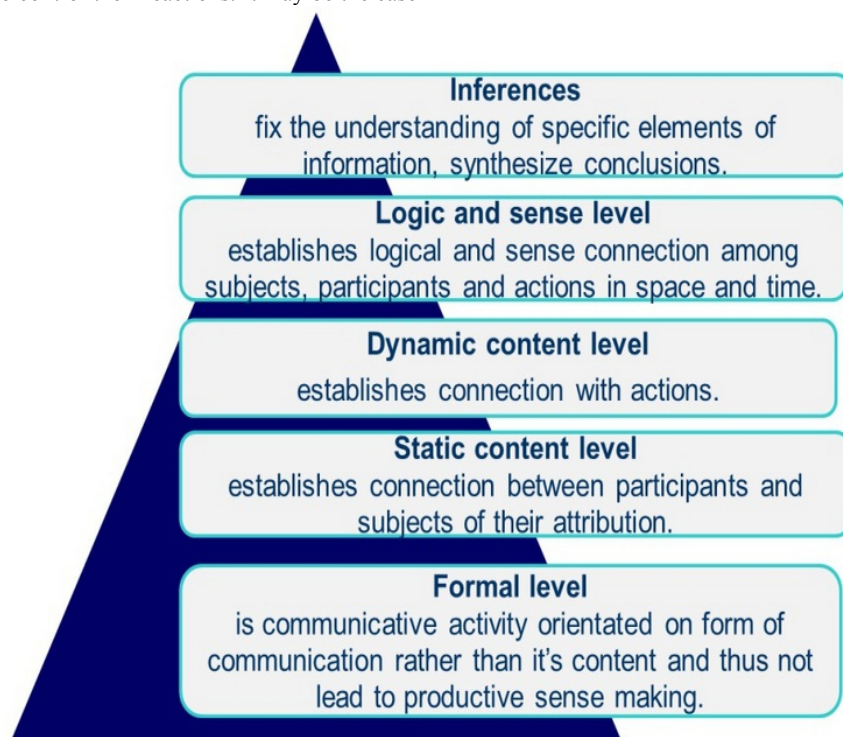 Inferences
fix the understanding of specific elements of
information, synthesize conclusions.
Logic and sense level
establishes logical and sense connection among
subjects, participants and actions in space and time.
Dynamic content level
establishes connection with actions.
Static content level
establishes connection between participants and
subjects of their attribution.
Formal level
is communicative activity orientated on form of
communication rather than it's content and thus not
lead to productive sense making.